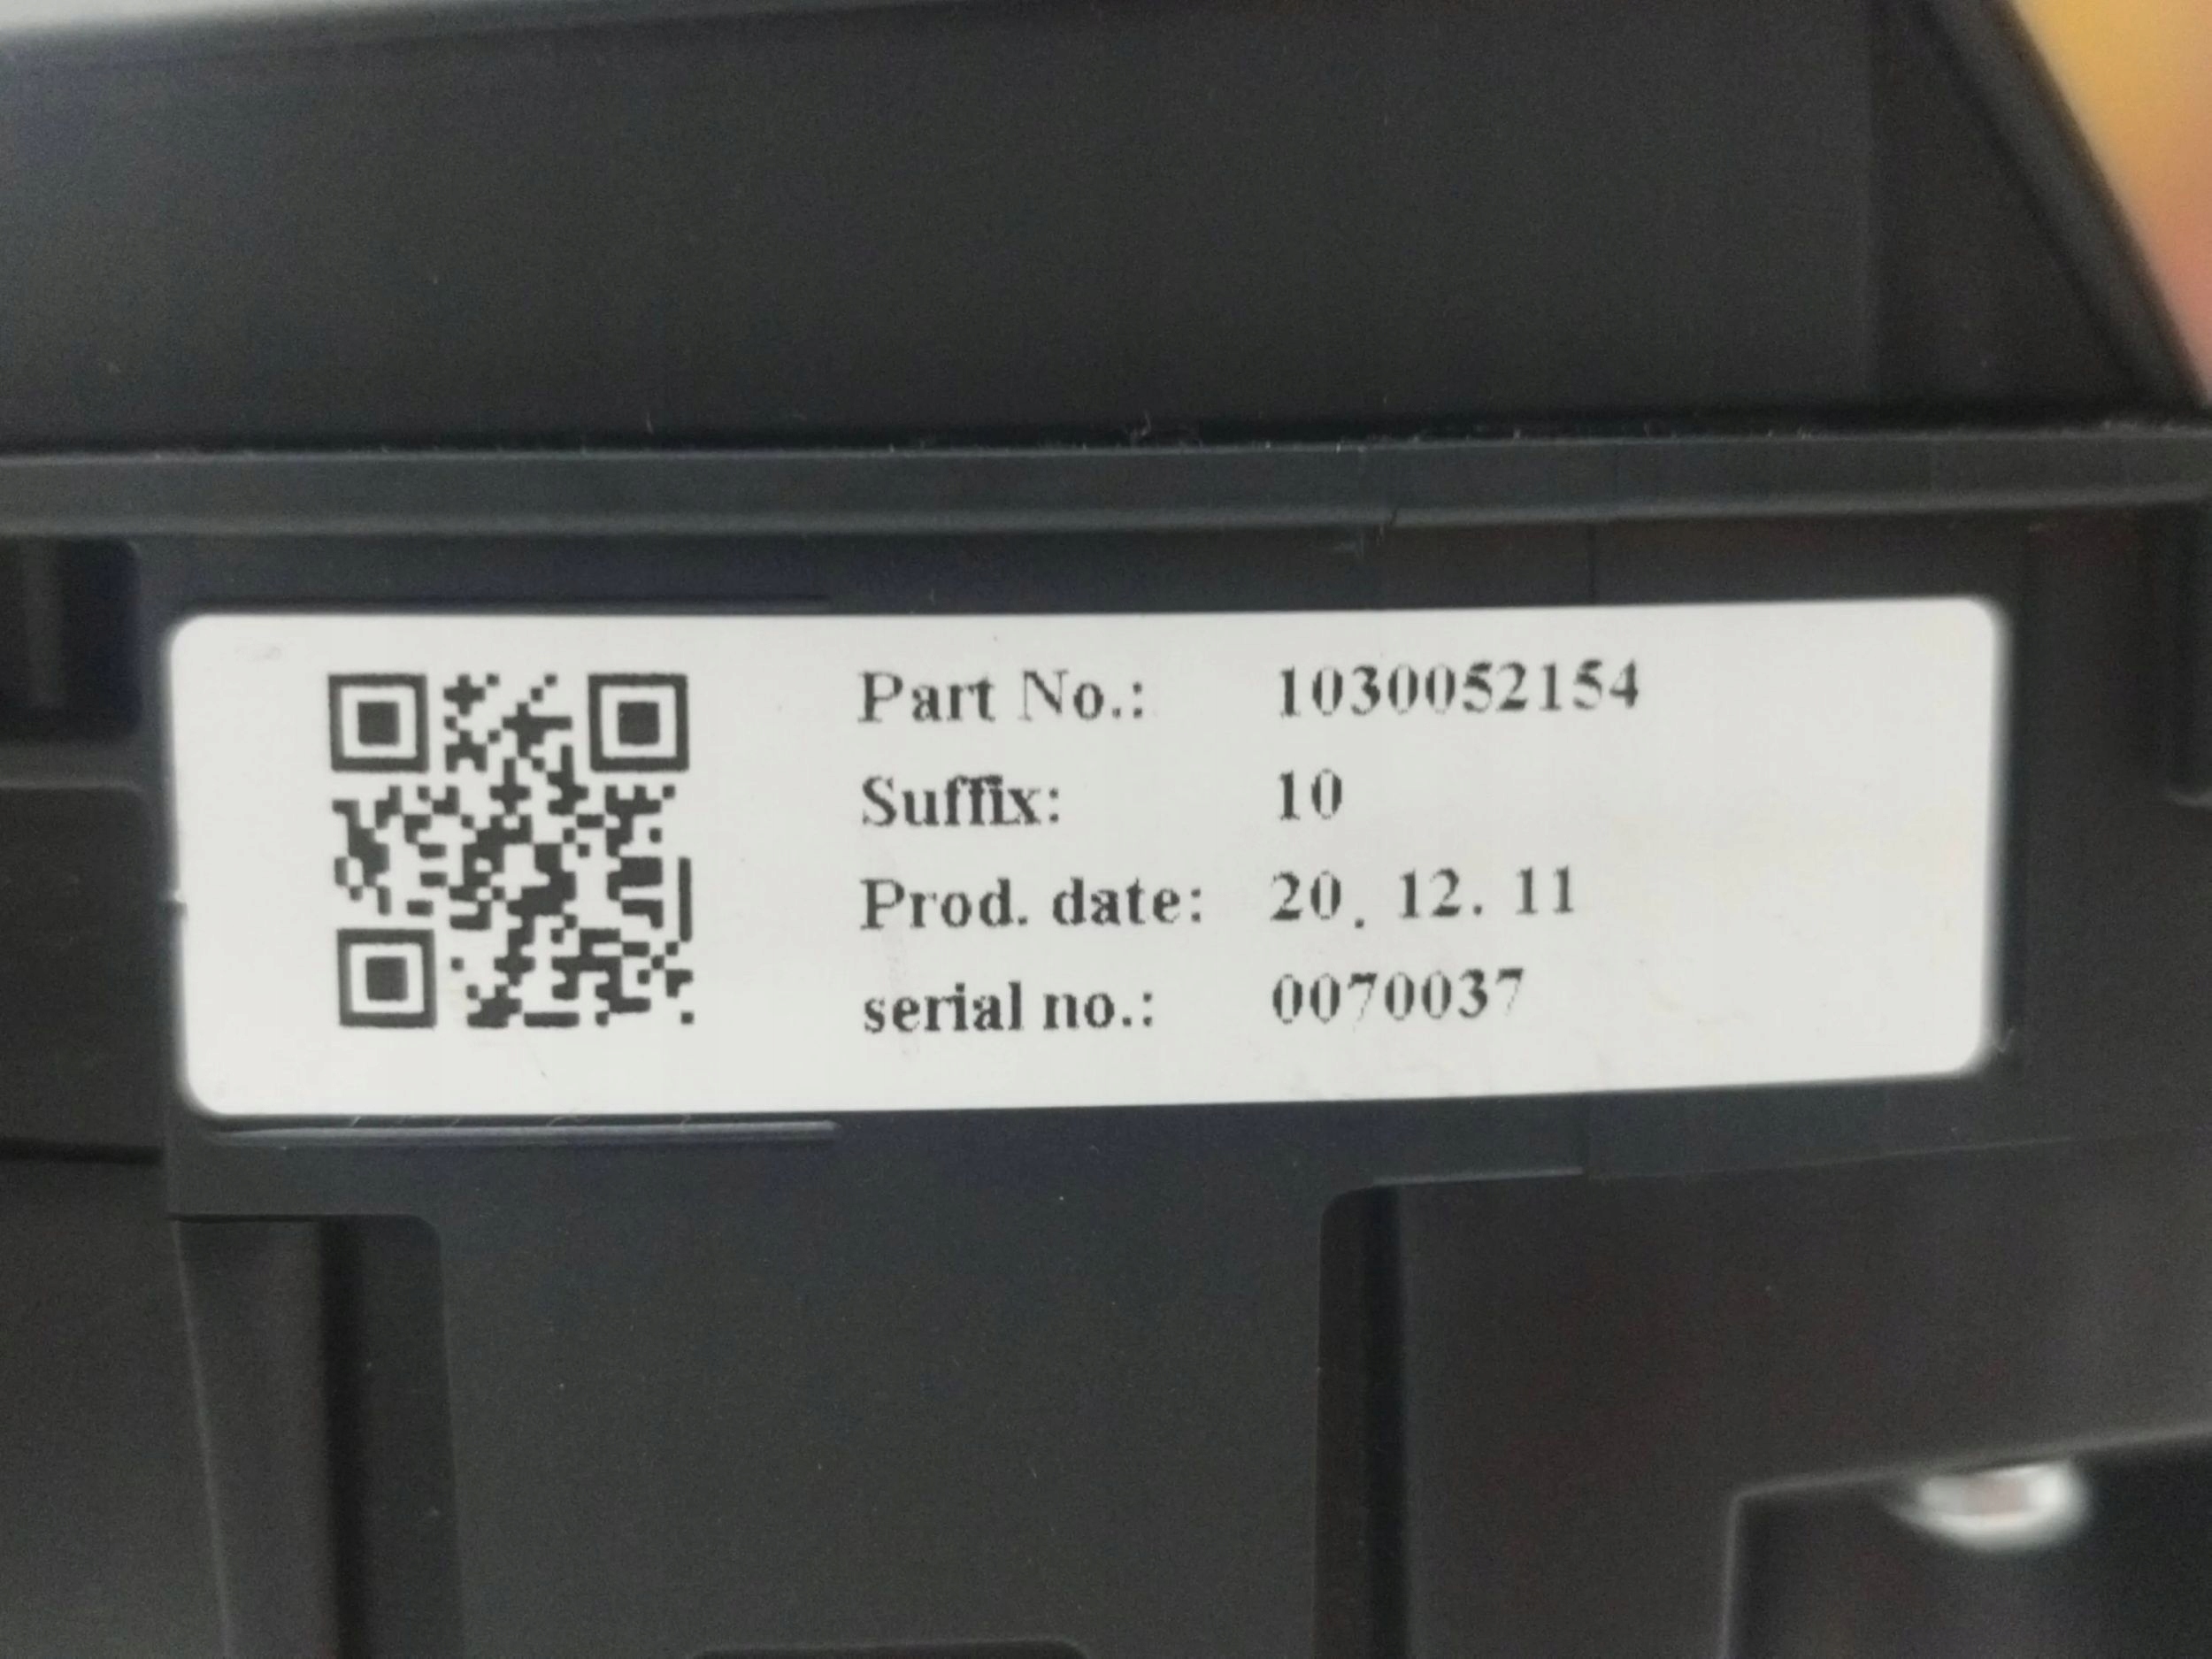 Part No.: 1030052154
Suffix: 10
Prod. date: 20. 12. 11
serial no.: 0070037